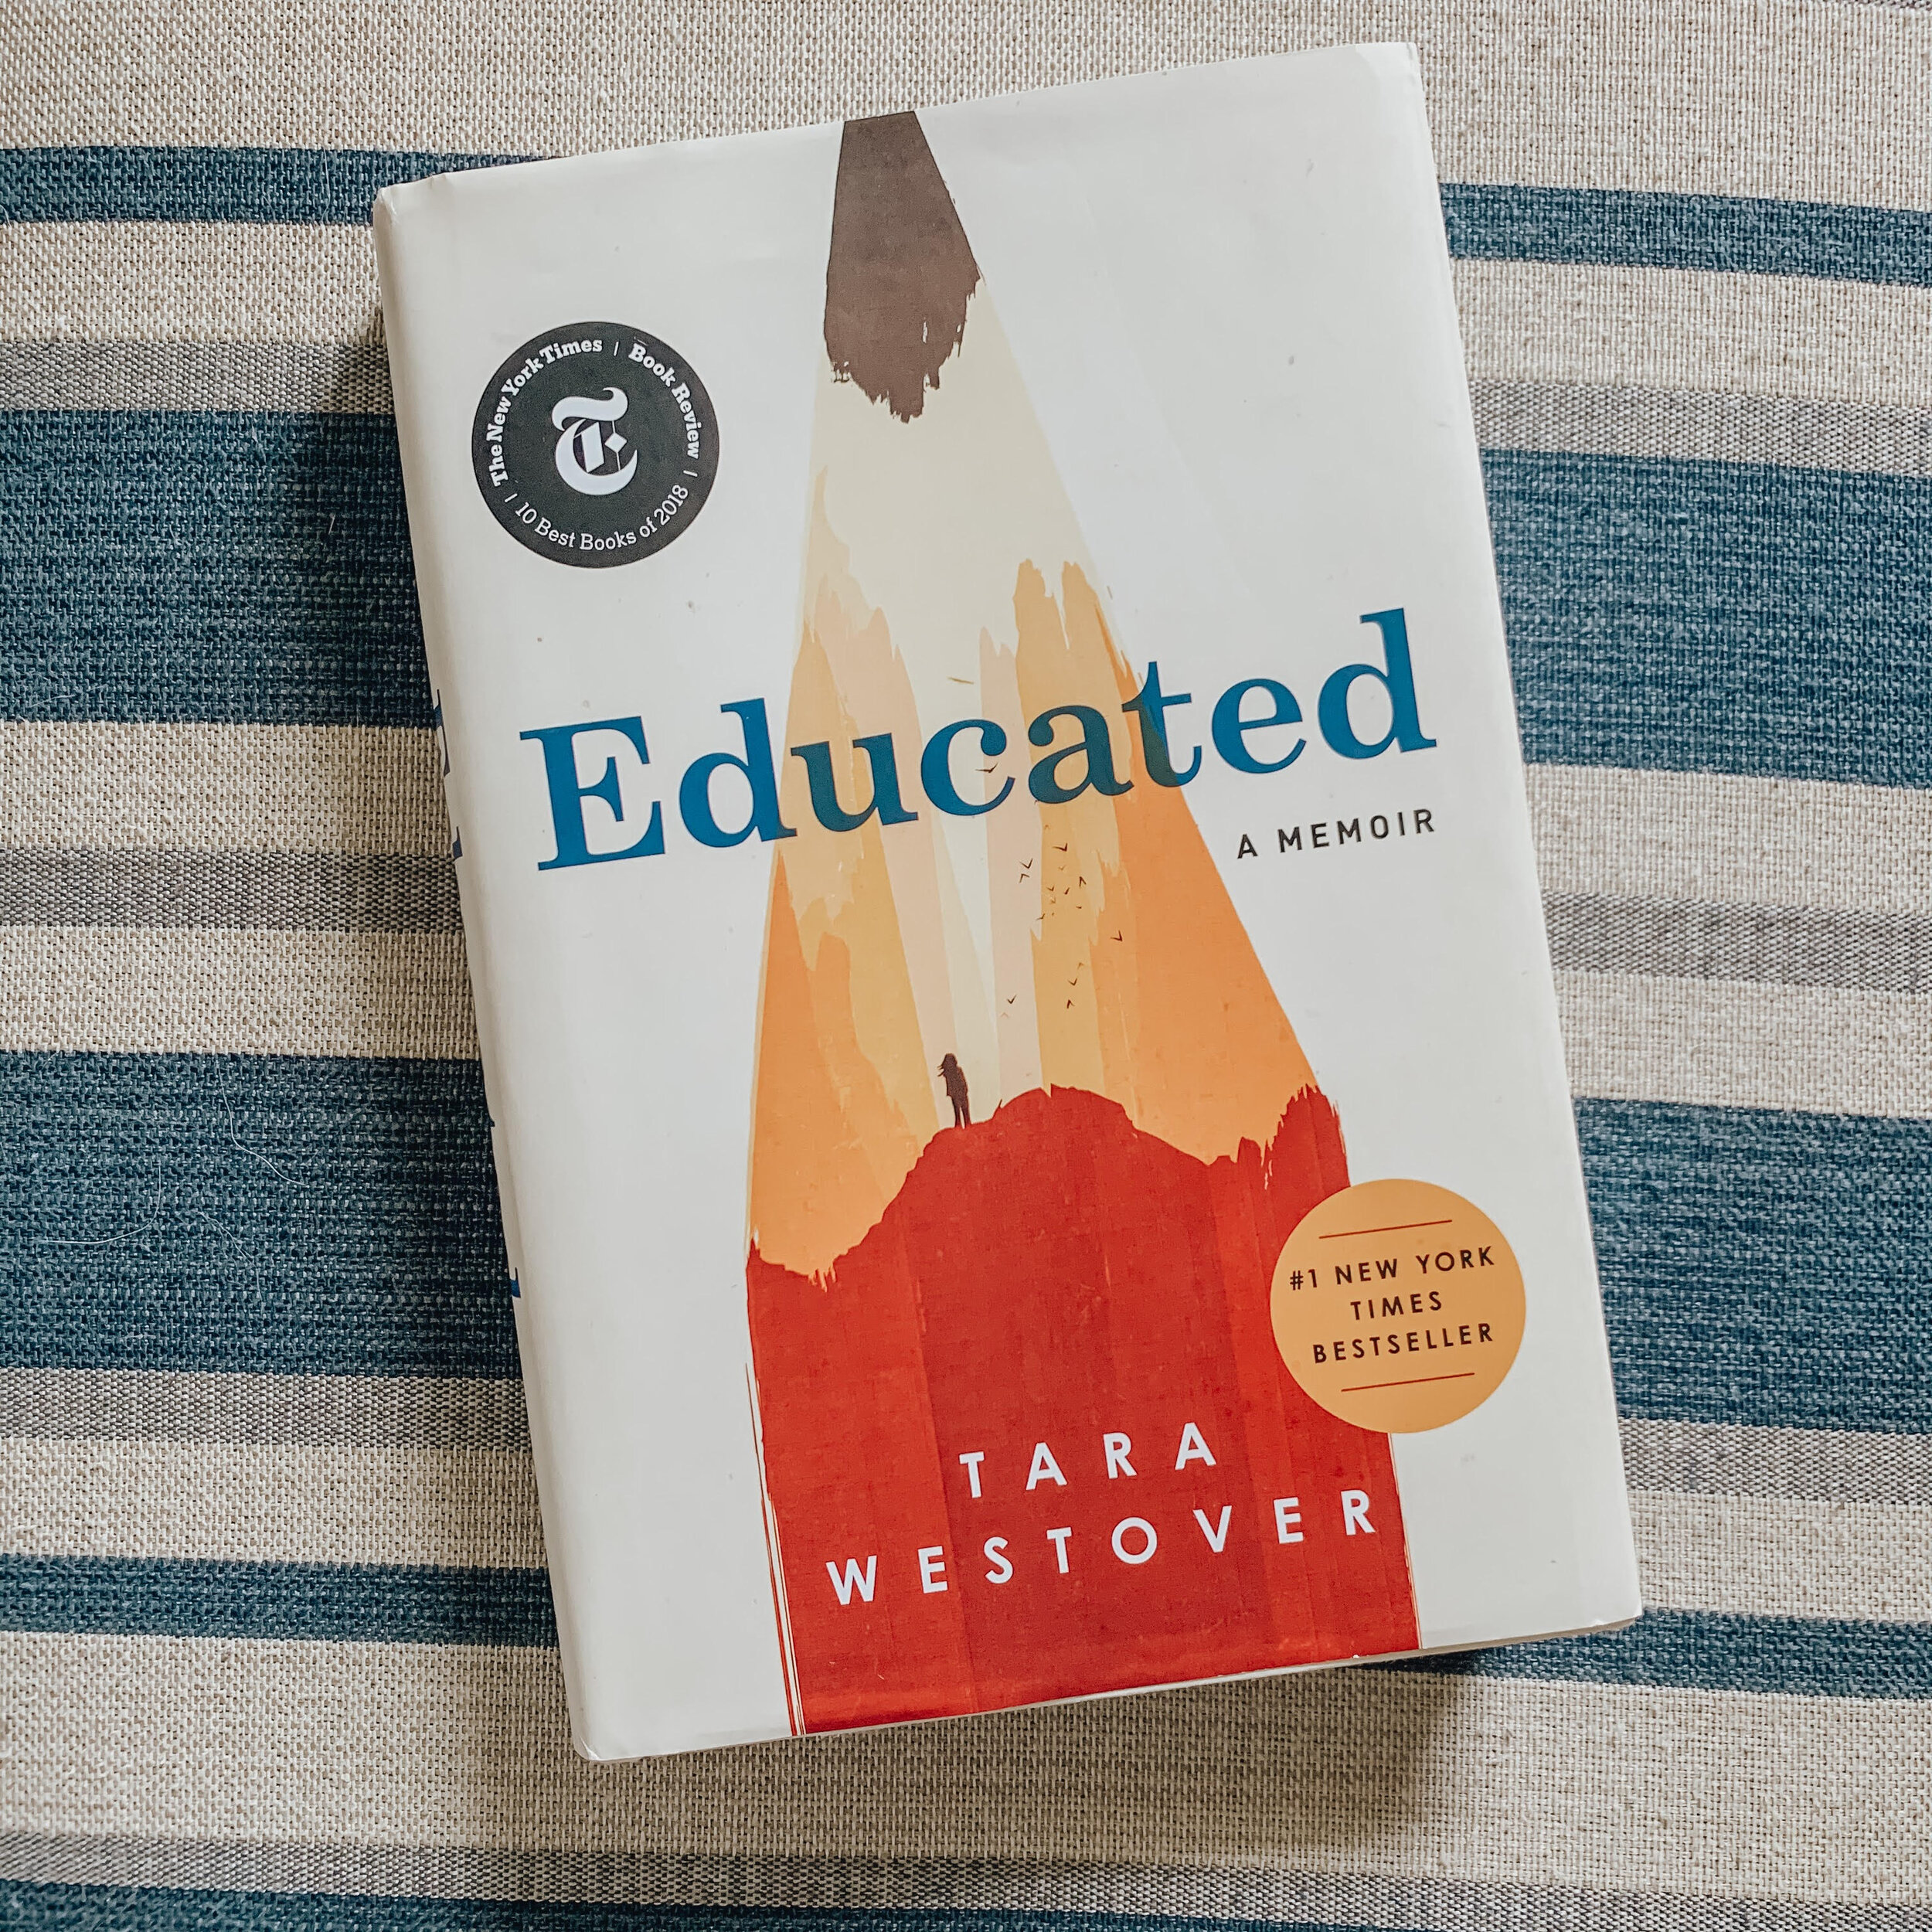 The New York Times | Book Review
| 10 Best Books of 2018 |
T
Educated
A MEMOIR
#1 NEW YORK
TIMES
BESTSELLER
TARA
WESTOVER